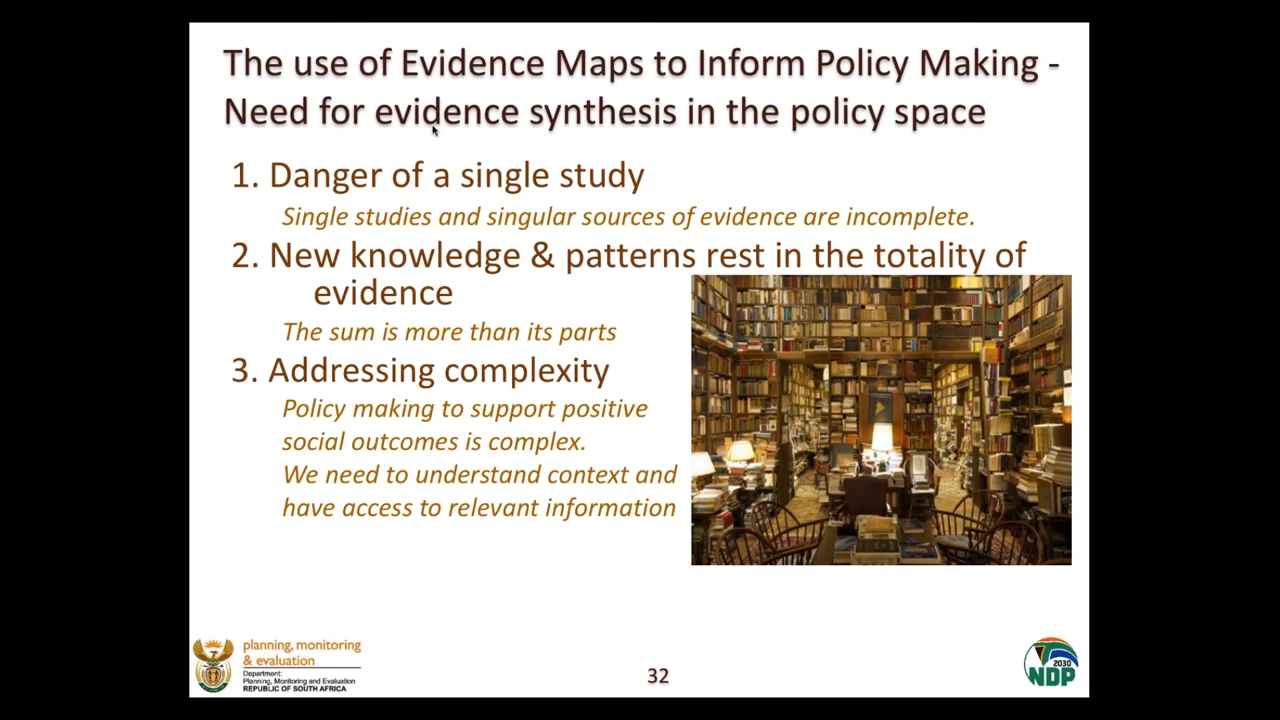 The use of Evidence Maps to Inform Policy Making -
Need for evidence synthesis in the policy space
1. Danger of a single study
Single studies and singular sources of evidence are incomplete.
2. New knowledge & patterns rest in the totality of
evidence
The sum is more than its parts
3. Addressing complexity
Policy making to support positive
social outcomes is complex.
We need to understand context and
have access to relevant information
planning, monitoring
& evaluation
Department:
Planning, Monitoring and Evaluation
REPUBLIC OF SOUTH AFRICA
32
2030
NDP